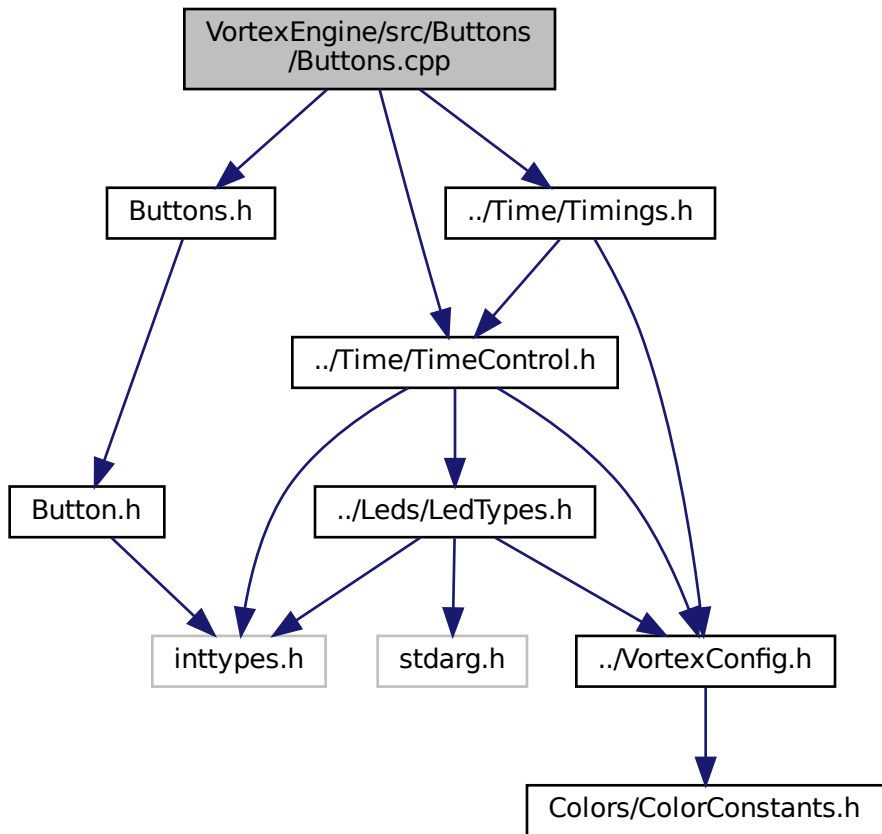 VortexEngine/src/Buttons
/Buttons.cpp
Buttons.h
../Time/Timings.h
../Time/TimeControl.h
Button.h
../Leds/LedTypes.h
inttypes.h
stdarg.h
../VortexConfig.h
Colors/ColorConstants.h